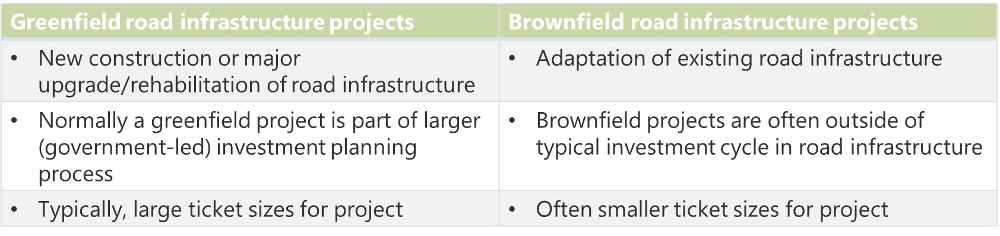 Greenfield road infrastructure projects
Brownfield road infrastructure projects
• New construction or major
upgrade/rehabilitation of road infrastructure
• Adaptation of existing road infrastructure
• Normally a greenfield project is part of larger
(government-led) investment planning
process
• Brownfield projects are often outside of
typical investment cycle in road infrastructure
• Typically, large ticket sizes for project
• Often smaller ticket sizes for project